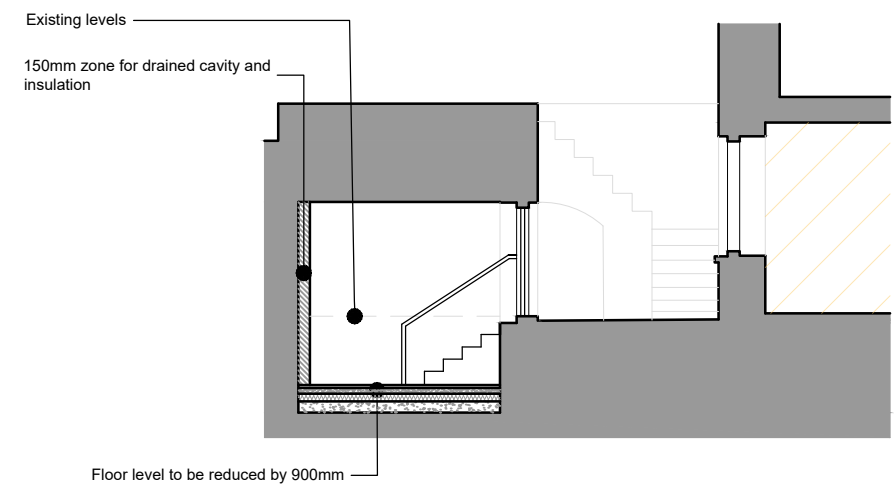 Existing levels
150mm zone for drained cavity and
insulation
Floor level to be reduced by 900mm